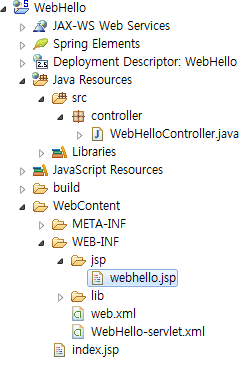 WebHello
JAX-WS Web Services
Spring Elements
Deployment Descriptor: WebHello
Java Resources
src
controller
WebHelloController.java
Libraries
JavaScript Resources
build
WebContent
META-INF
WEB-INF
jsp
webhello.jsp
lib
web.xml
WebHello-servlet.xml
index.jsp